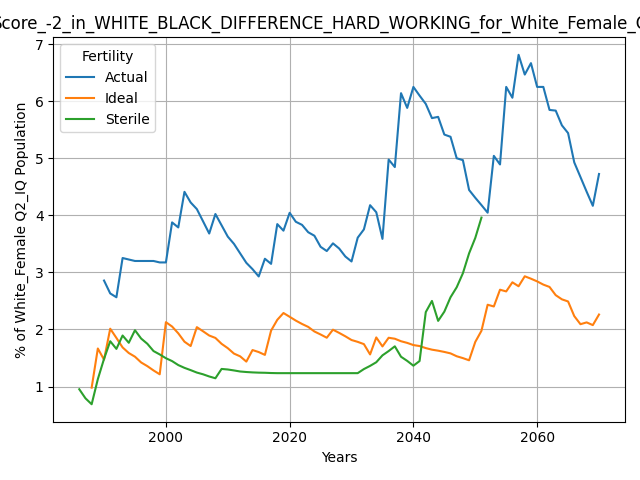 Score_-2_in_WHITE_BLACK_DIFFERENCE_HARD_WORKING_for_White_Female_
Fertility
Actual
Ideal
Sterile
% of White_Female Q2_IQ Population
7
6
5
4
3
2
1
2000 2020 2040 2060
Years